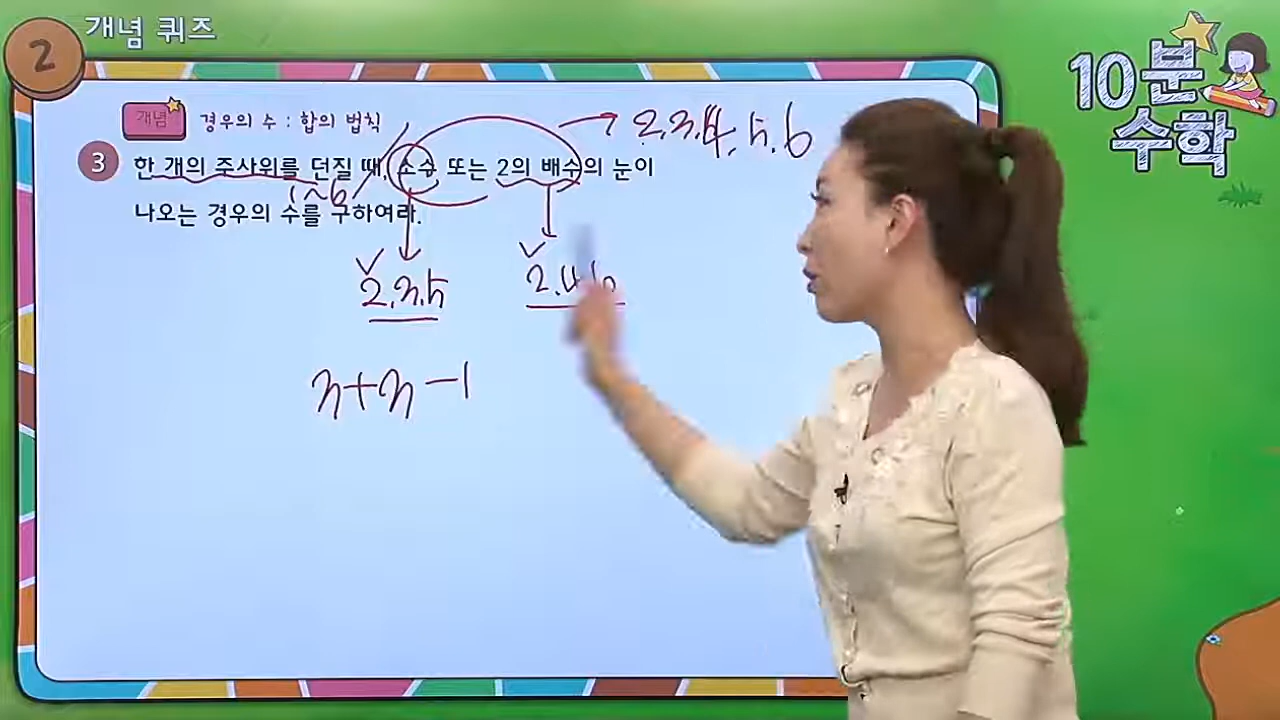 2 개념 퀴즈
10분
수학
개념 경우의 수 : 합의 법칙
2.3.4.5.6
3 한 개의 주사위를 던질 때, 소수 또는 2의 배수의 눈이
1~6
나오는 경우의 수를 구하여라.
2.3.5 2.4.6
3+3-1